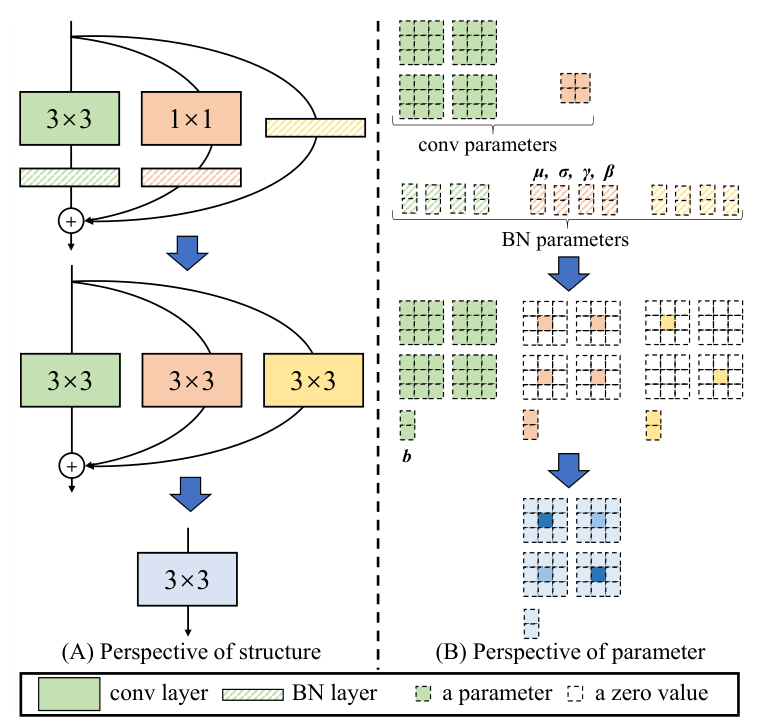 3×3
1×1
+
3×3
3×3
3×3
+
3×3
(A) Perspective of structure
conv parameters
μ, σ, γ, β
BN parameters
b
(B) Perspective of parameter
conv layer
BN layer
a parameter
a zero value